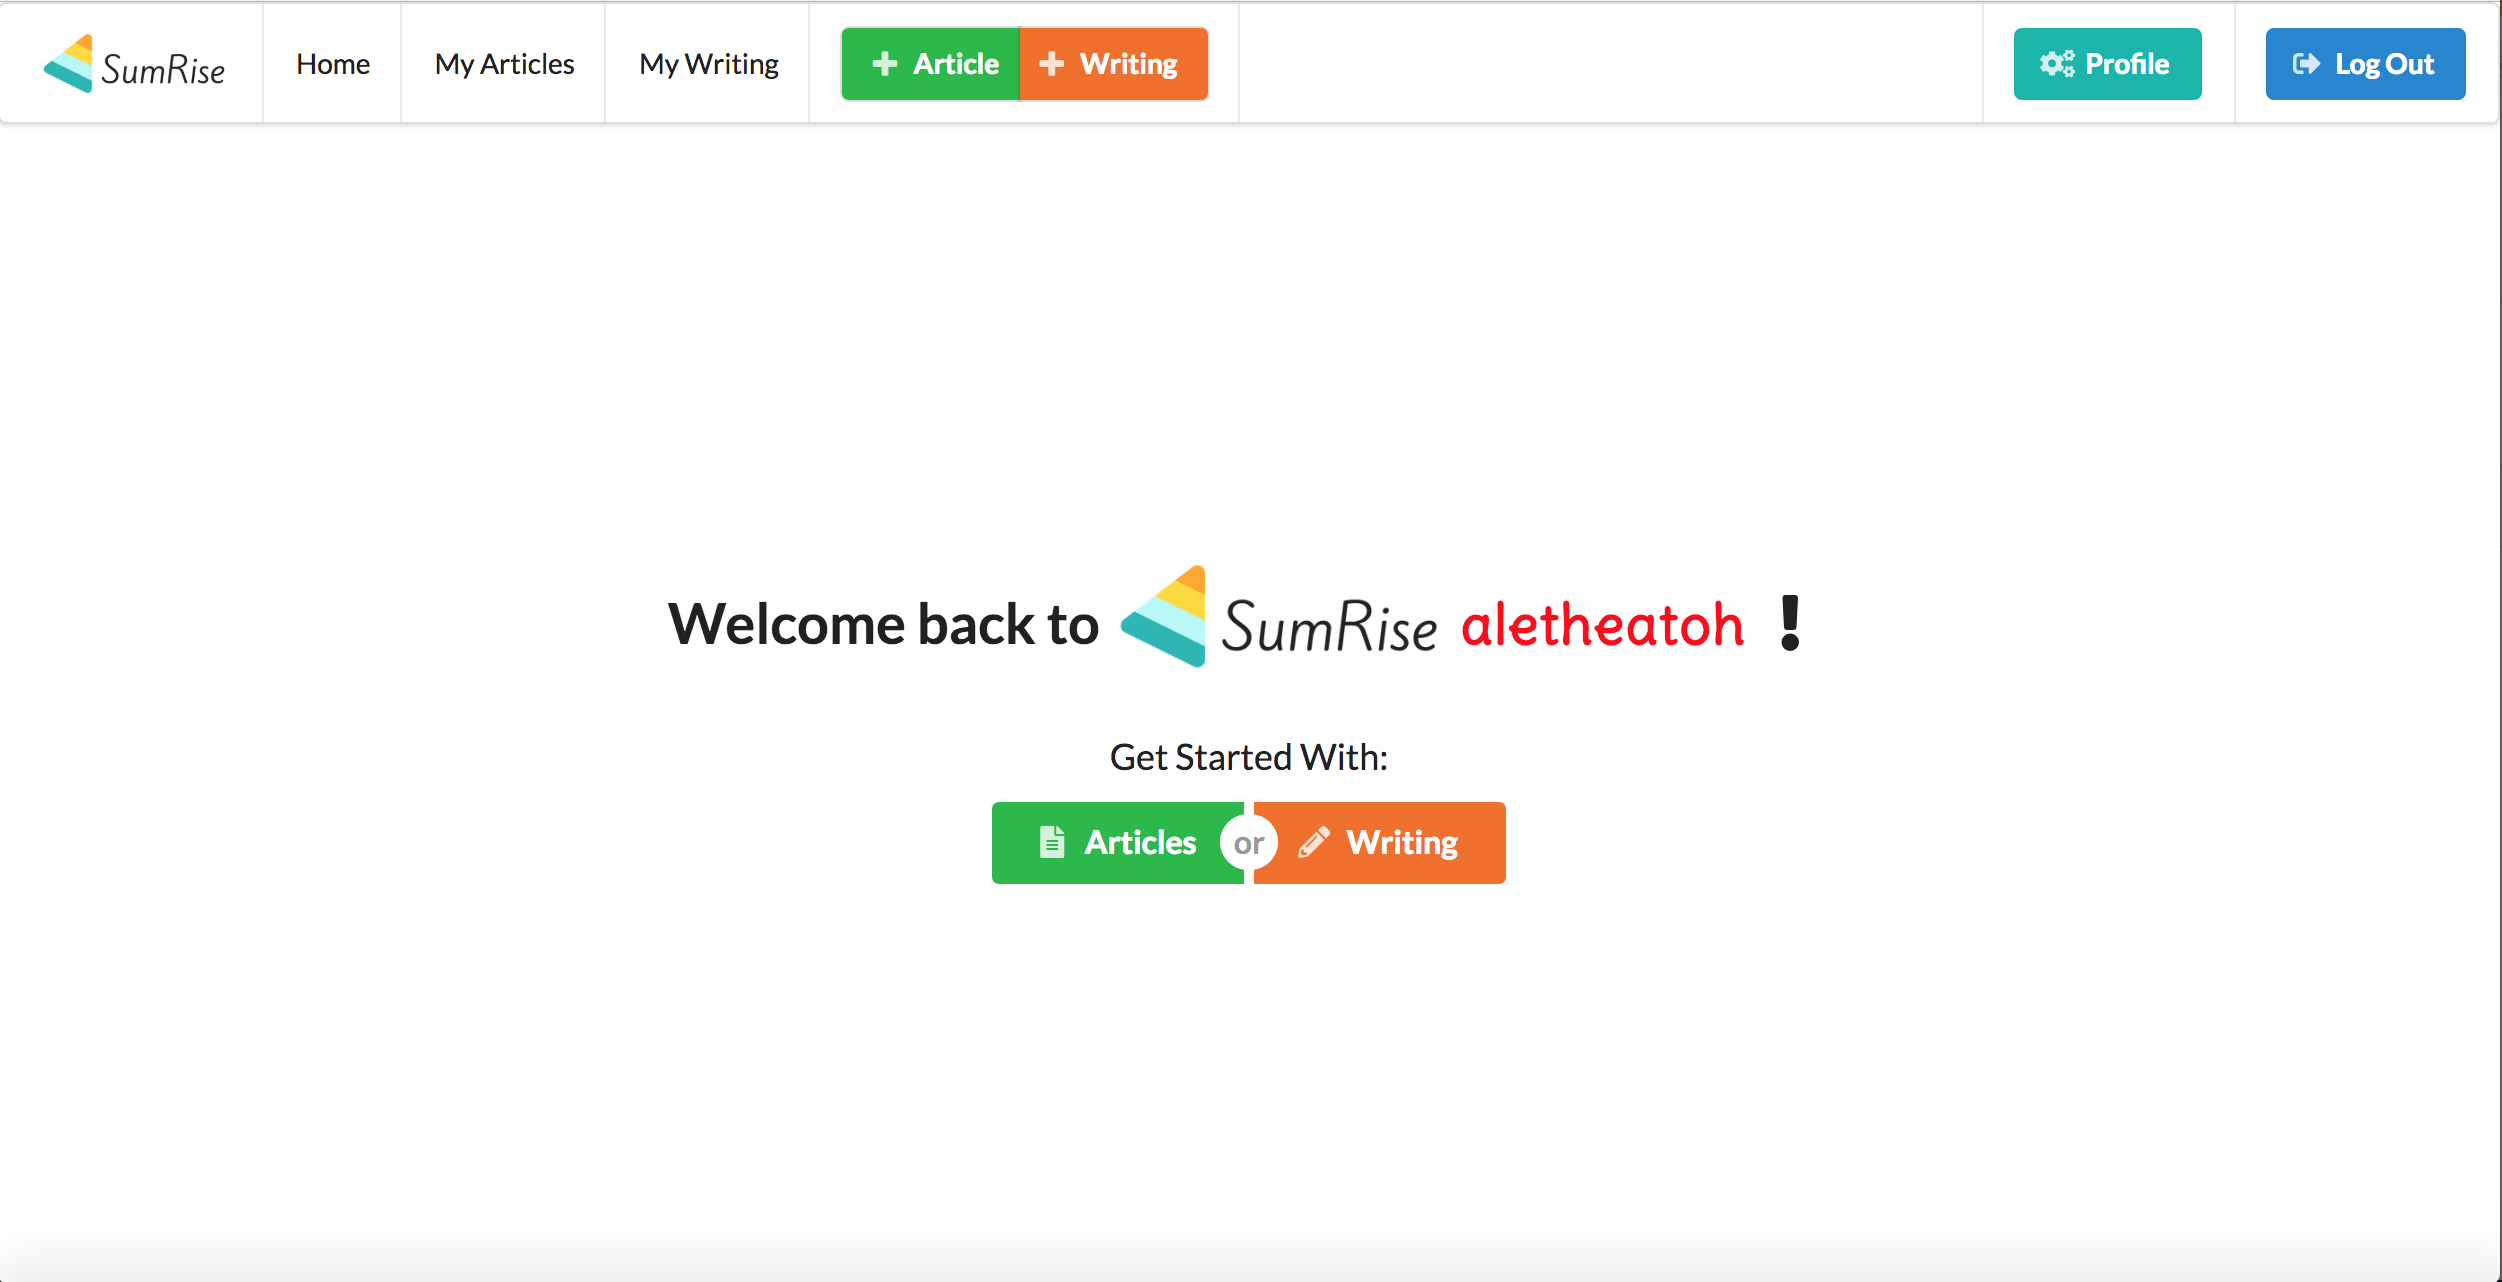 SumRise Home My Articles My Writing Article Writing Profile Log Out
Welcome back to SumRise aletheatoh !
Get Started With:
Articles or Writing